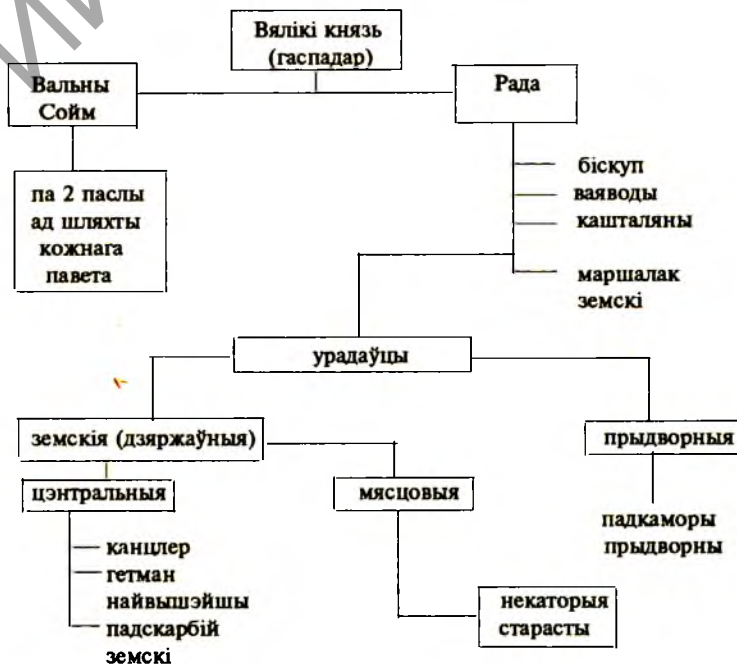 Вялікі князь
(гаспадар)
Вальны
Сойм
Рада
па 2 паслы
ад шляхты
кожнага
павета
біскуп
ваяводы
кашталяны
маршалак
земскі
урадаўцы
земскія (дзяржаўныя)
прыдворныя
цэнтральныя
мясцовыя
падкаморы
прыдворны
канцлер
гетман
найвышэйшы
падскарбій
земскі
некаторыя
старасты